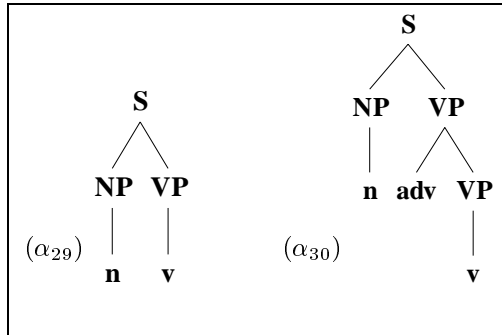 S
NP VP
(α₂₉)
n v
S
NP VP
n adv VP
(α₃₀)
v